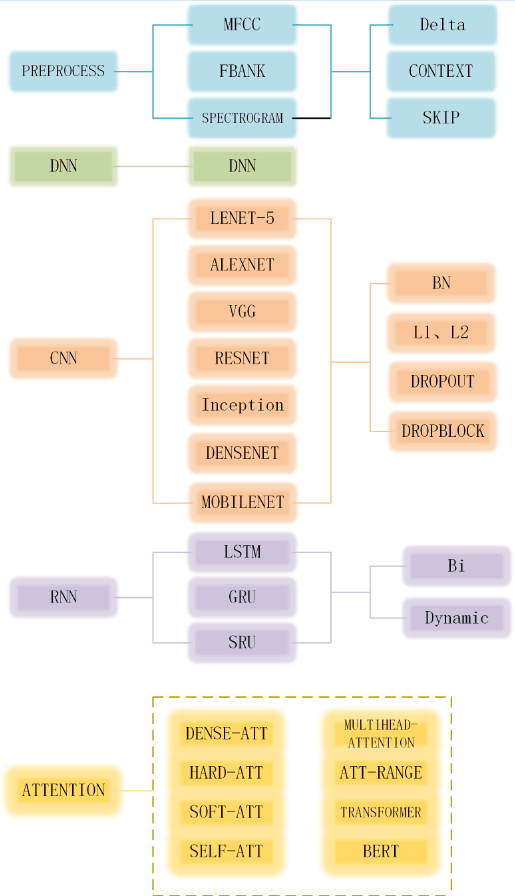 PREPROCESS
MFCC
FBANK
SPECTROGRAM
Delta
CONTEXT
SKIP
DNN
DNN
CNN
LENET-5
ALEXNET
VGG
RESNET
Inception
DENSENET
MOBILENET
BN
L1、L2
DROPOUT
DROPBLOCK
RNN
LSTM
GRU
SRU
Bi
Dynamic
ATTENTION
DENSE-ATT
HARD-ATT
SOFT-ATT
SELF-ATT
MULTIHEAD-
ATTENTION
ATT-RANGE
TRANSFORMER
BERT